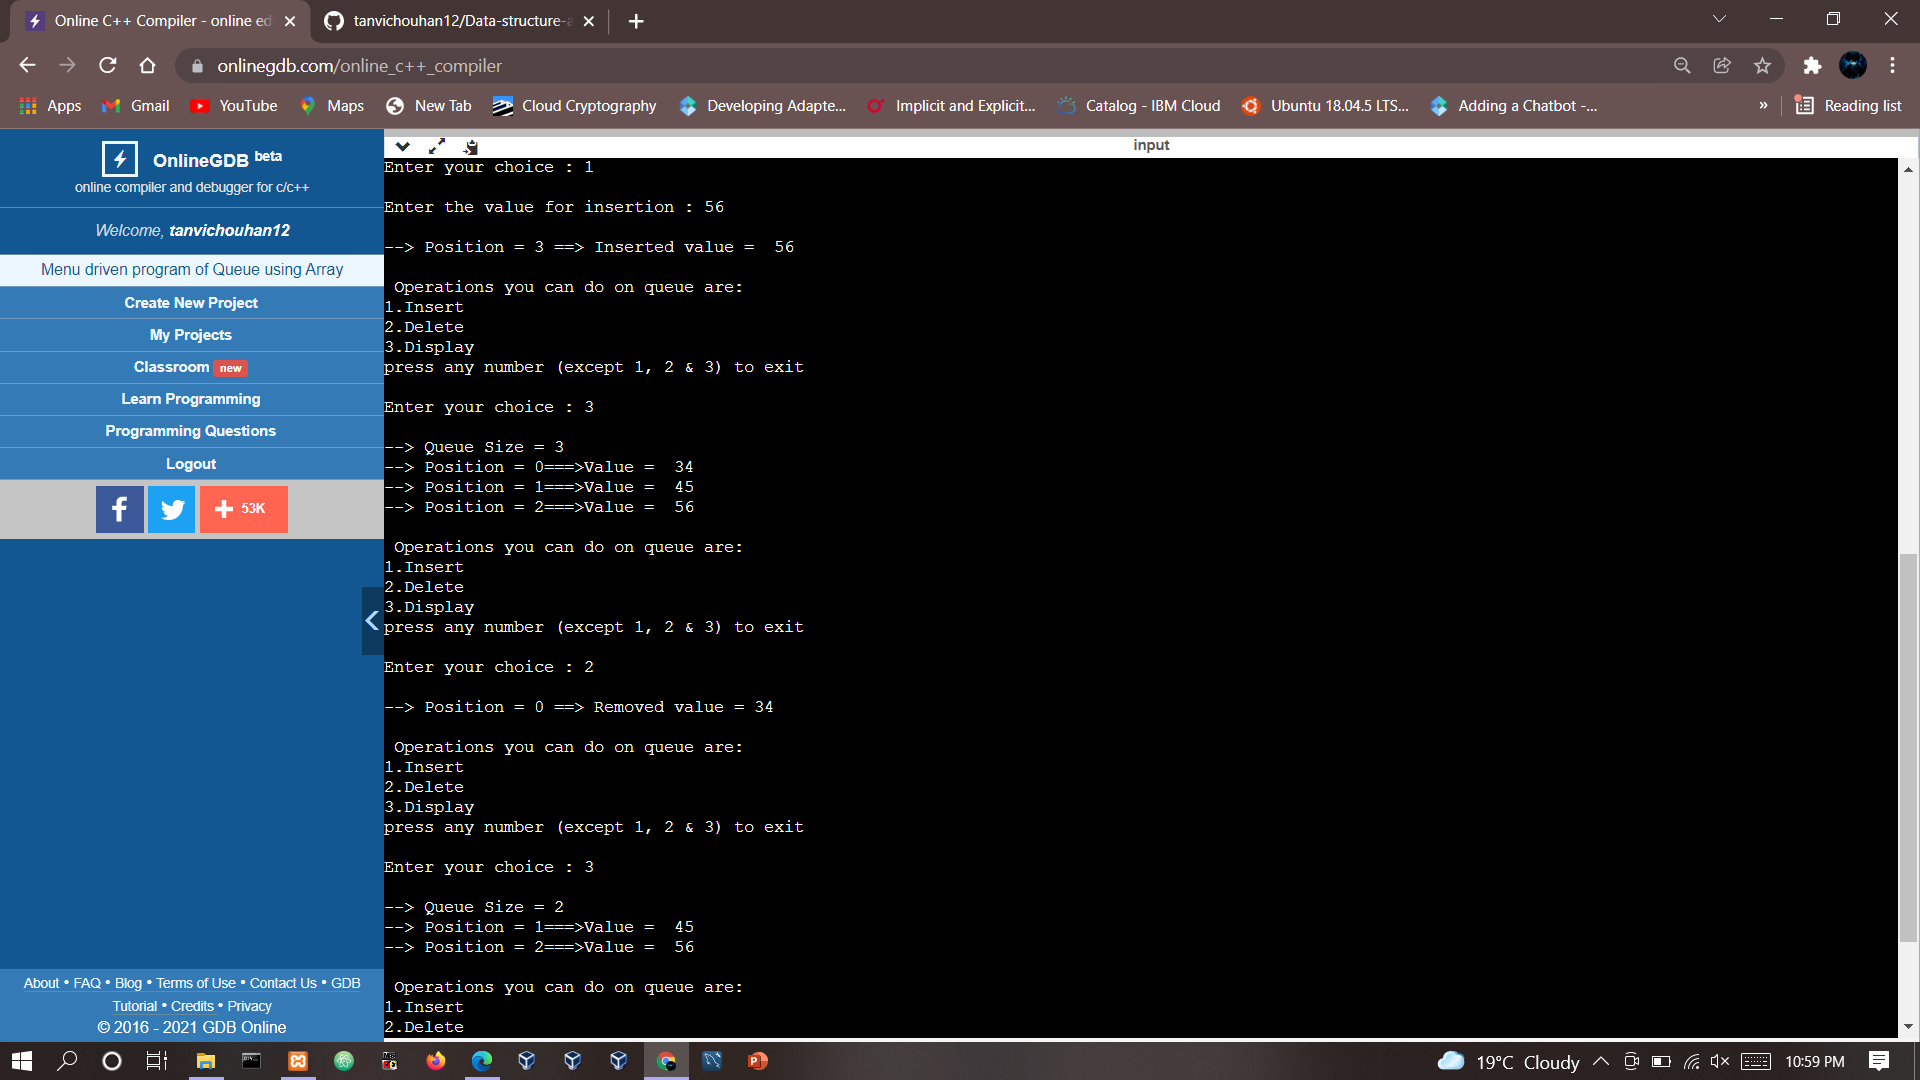 Online C++ Compiler - online ed
tanvichouhan12/Data-structure-a
onlinegdb.com/online_c++_compiler
Apps Gmail YouTube Maps New Tab Cloud Cryptography Developing Adapte... Implicit and Explicit... Catalog - IBM Cloud Ubuntu 18.04.5 LTS... Adding a Chatbot -... » Reading list
OnlineGDB beta
online compiler and debugger for c/c++
Welcome, tanvichouhan12
Menu driven program of Queue using Array
Create New Project
My Projects
Classroom new
Learn Programming
Programming Questions
Logout
53K
About • FAQ • Blog • Terms of Use • Contact Us • GDB
Tutorial • Credits • Privacy
© 2016 - 2021 GDB Online
input
Enter your choice : 1
Enter the value for insertion : 56
--> Position = 3 ==> Inserted value =  56
Operations you can do on queue are:
1.Insert
2.Delete
3.Display
press any number (except 1, 2 & 3) to exit
Enter your choice : 3
--> Queue Size = 3
--> Position = 0===>Value =  34
--> Position = 1===>Value =  45
--> Position = 2===>Value =  56
Operations you can do on queue are:
1.Insert
2.Delete
3.Display
press any number (except 1, 2 & 3) to exit
Enter your choice : 2
--> Position = 0 ==> Removed value = 34
Operations you can do on queue are:
1.Insert
2.Delete
3.Display
press any number (except 1, 2 & 3) to exit
Enter your choice : 3
--> Queue Size = 2
--> Position = 1===>Value =  45
--> Position = 2===>Value =  56
Operations you can do on queue are:
1.Insert
2.Delete
19°C Cloudy 10:59 PM